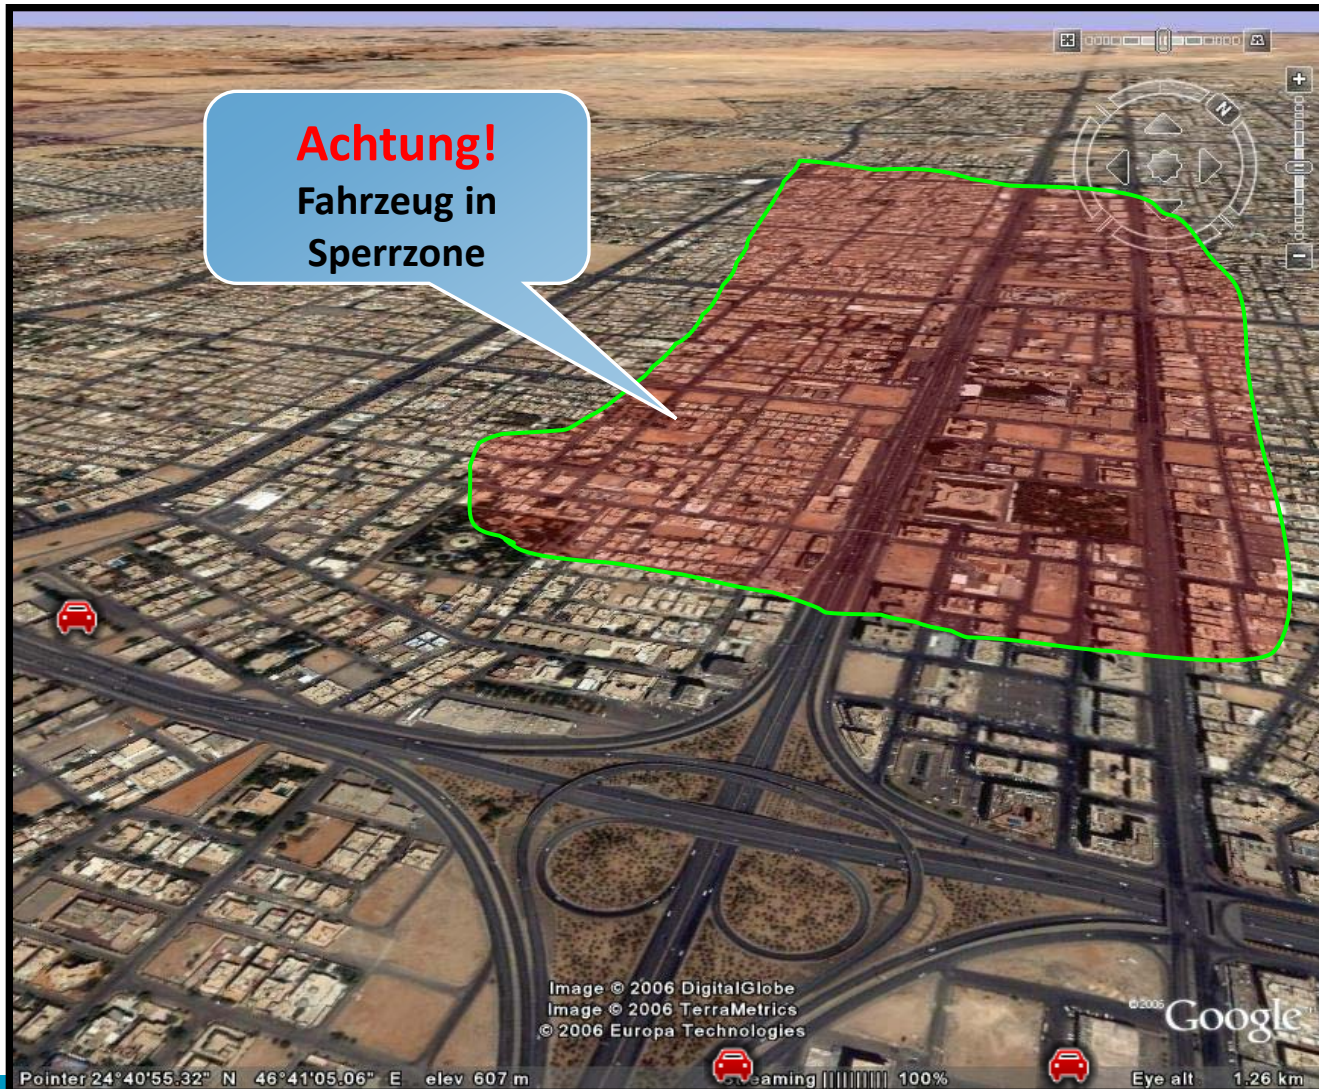 Achtung!
Fahrzeug in
Sperrzone
N
Image © 2006 DigitalGlobe
Image © 2006 TerraMetrics
© 2006 Europa Technologies
©2006 Google
Pointer 24°40'55.32" N 46°41'05.06" E elev 607 m eaming |||||||||| 100% Eye alt 1.26 km